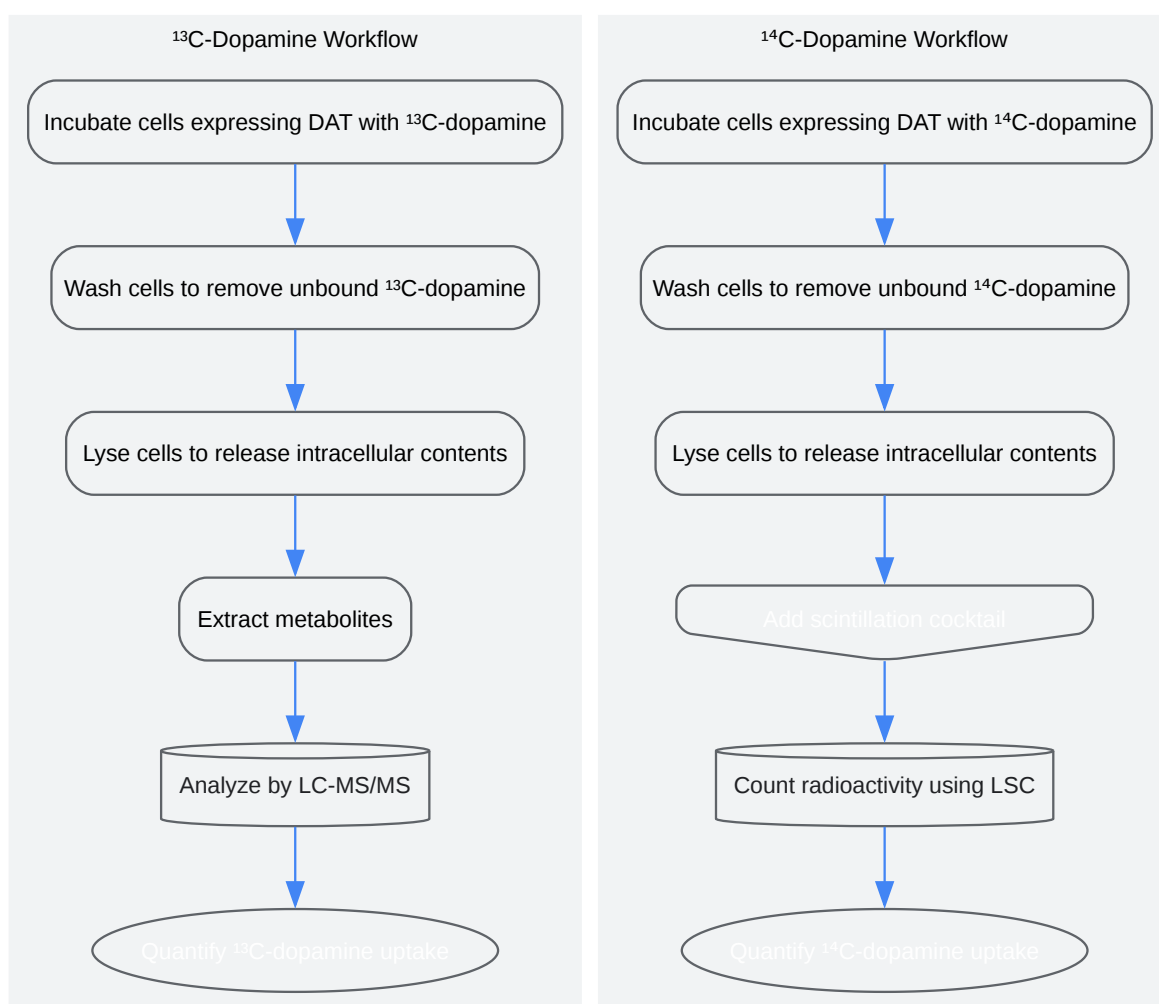 ¹³C-Dopamine Workflow
Incubate cells expressing DAT with ¹³C-dopamine
Wash cells to remove unbound ¹³C-dopamine
Lyse cells to release intracellular contents
Extract metabolites
Analyze by LC-MS/MS
Quantify ¹³C-dopamine uptake
¹⁴C-Dopamine Workflow
Incubate cells expressing DAT with ¹⁴C-dopamine
Wash cells to remove unbound ¹⁴C-dopamine
Lyse cells to release intracellular contents
Add scintillation cocktail
Count radioactivity using LSC
Quantify ¹⁴C-dopamine uptake